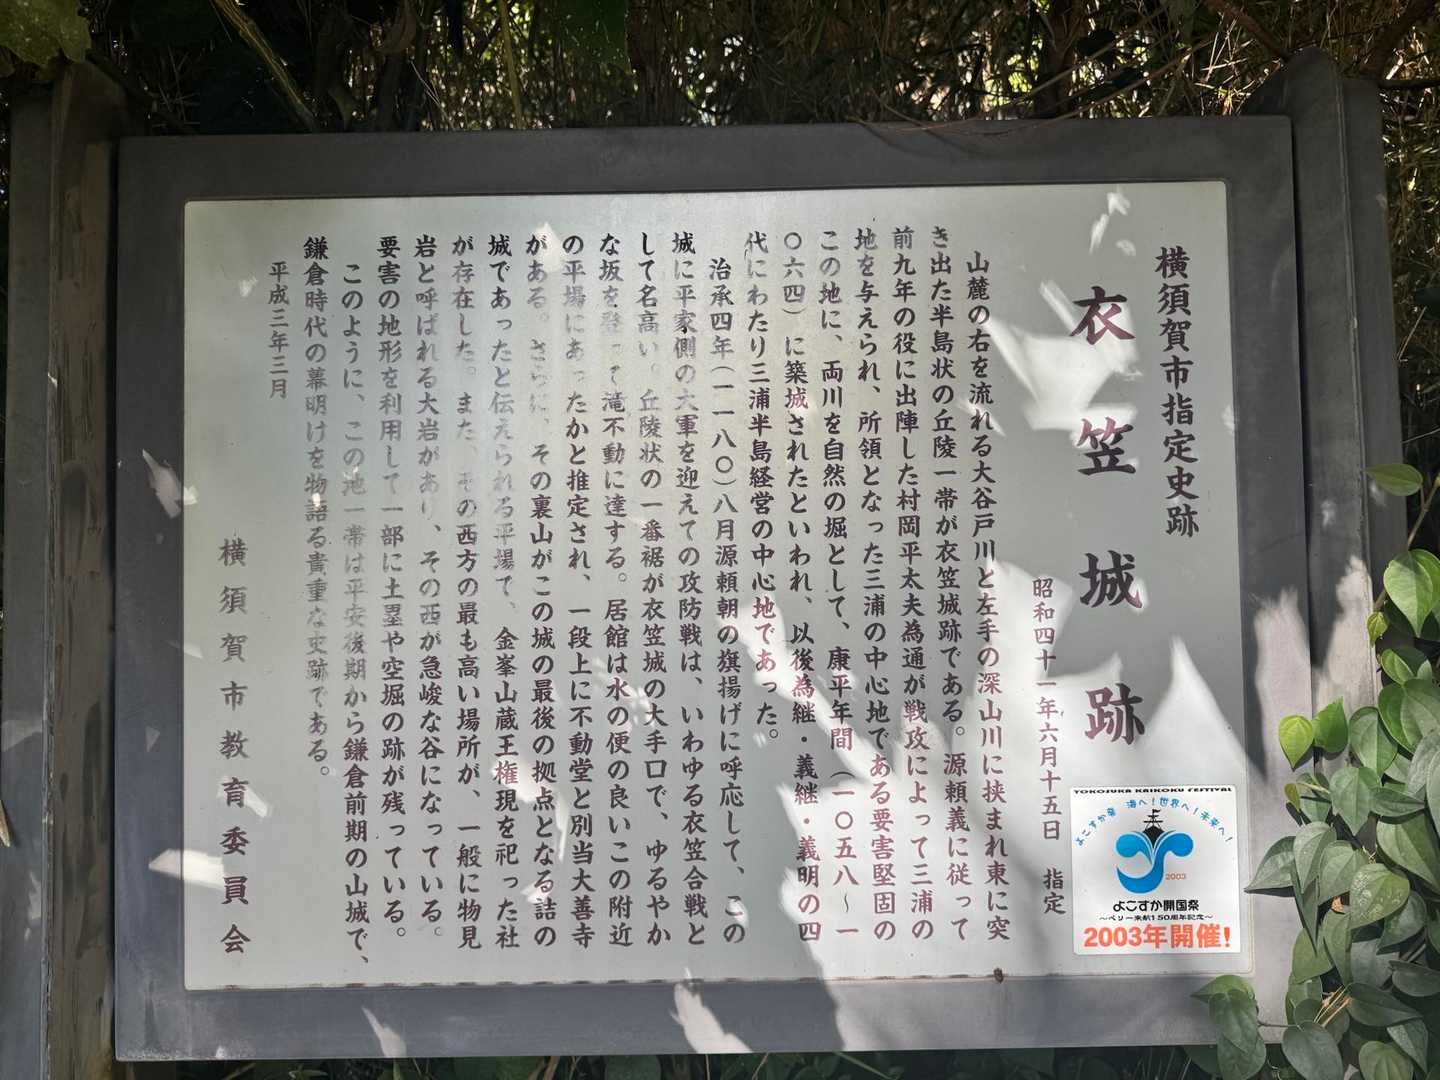 横須賀市指定史跡
衣笠城跡
昭和四十一年六月十五日 指定
山麓の右を流れる大谷戸川と左手の深山川に挟まれ東に突
き出た半島状の丘陵一帯が衣笠城跡である。源頼義に従って
前九年の役に出陣した村岡平太夫為通が戦攻によって三浦の
地を与えられ、所領となった三浦の中心地である要害堅固の
この地に、両川を自然の堀として、康平年間(一〇五八〜一
〇六四)に築城されたといわれ、以後為継・義継・義明の四
代にわたり三浦半島経営の中心地であった。
治承四年(一一八〇)八月源頼朝の旗揚げに呼応して、この
城に平家側の大軍を迎えての攻防戦は、いわゆる衣笠合戦と
して名高い。丘陵状の一番裾が衣笠城の大手口で、ゆるやか
な坂を登って滝不動に達する。居館は水の便の良いこの附近
の平場にあったかと推定され、一段上に不動堂と別当大善寺
がある。さらに、その裏山がこの城の最後の拠点となる詰の
城であったと伝えられる平場で、金峯山蔵王権現を祀った社
が存在した。また、その西方の最も高い場所が、一般に物見
岩と呼ばれる大岩があり、その西が急峻な谷になっている。
要害の地形を利用して一部に土塁や空堀の跡が残っている。
このように、この地一帯は平安後期から鎌倉前期の山城で、
鎌倉時代の幕明けを物語る貴重な史跡である。
平成三年三月
横須賀市教育委員会
YOKOSUKA KAIKOKU FESTIVAL
よこすか発 海へ!世界へ!未来へ!
2003
よこすか開国祭
〜ペリー来航150周年記念〜
2003年開催!